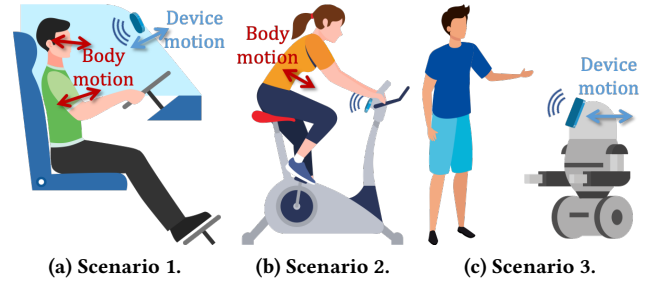 Device
motion
Body
motion
(a) Scenario 1.
Body
motion
(b) Scenario 2.
Device
motion
(c) Scenario 3.